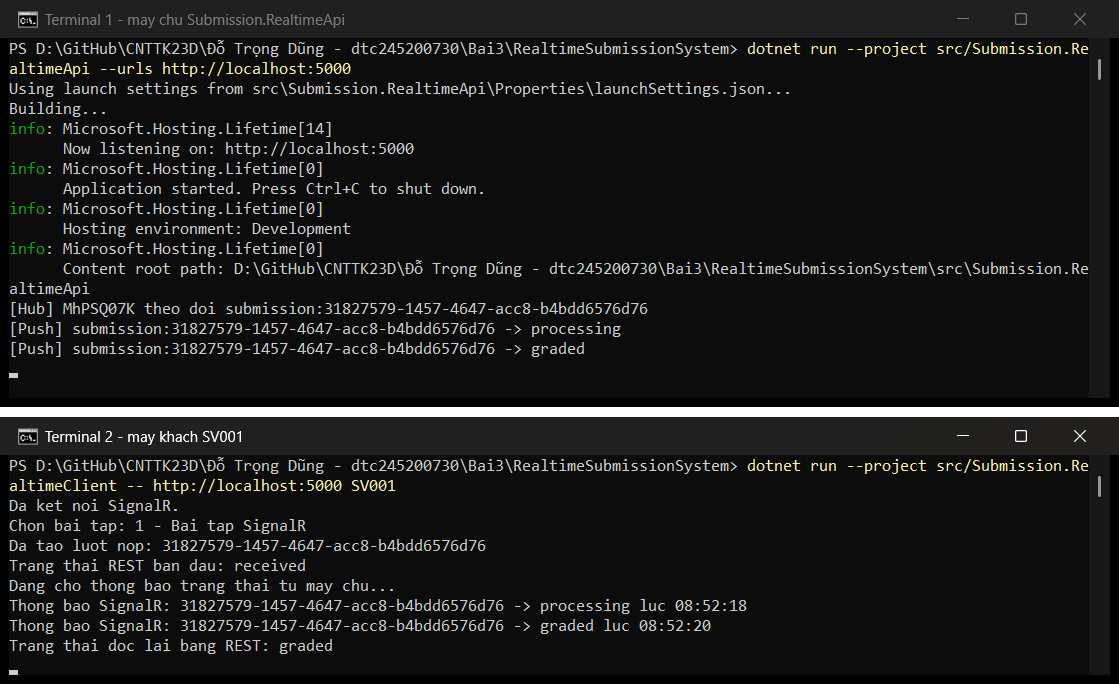 Terminal 1 - may chu Submission.RealtimeApi
PS D:\GitHub\CNTTK23D\Đỗ Trọng Dũng - dtc245200730\Bai3\RealtimeSubmissionSystem> dotnet run --project src/Submission.Re
altimeApi --urls http://localhost:5000
Using launch settings from src\Submission.RealtimeApi\Properties\launchSettings.json...
Building...
info: Microsoft.Hosting.Lifetime[14]
      Now listening on: http://localhost:5000
info: Microsoft.Hosting.Lifetime[0]
      Application started. Press Ctrl+C to shut down.
info: Microsoft.Hosting.Lifetime[0]
      Hosting environment: Development
info: Microsoft.Hosting.Lifetime[0]
      Content root path: D:\GitHub\CNTTK23D\Đỗ Trọng Dũng - dtc245200730\Bai3\RealtimeSubmissionSystem\src\Submission.Re
altimeApi
[Hub] MhPSQ07K theo doi submission:31827579-1457-4647-acc8-b4bdd6576d76
[Push] submission:31827579-1457-4647-acc8-b4bdd6576d76 -> processing
[Push] submission:31827579-1457-4647-acc8-b4bdd6576d76 -> graded
Terminal 2 - may khach SV001
PS D:\GitHub\CNTTK23D\Đỗ Trọng Dũng - dtc245200730\Bai3\RealtimeSubmissionSystem> dotnet run --project src/Submission.Re
altimeClient -- http://localhost:5000 SV001
Da ket noi SignalR.
Chon bai tap: 1 - Bai tap SignalR
Da tao luot nop: 31827579-1457-4647-acc8-b4bdd6576d76
Trang thai REST ban dau: received
Dang cho thong bao trang thai tu may chu...
Thong bao SignalR: 31827579-1457-4647-acc8-b4bdd6576d76 -> processing luc 08:52:18
Thong bao SignalR: 31827579-1457-4647-acc8-b4bdd6576d76 -> graded luc 08:52:20
Trang thai doc lai bang REST: graded